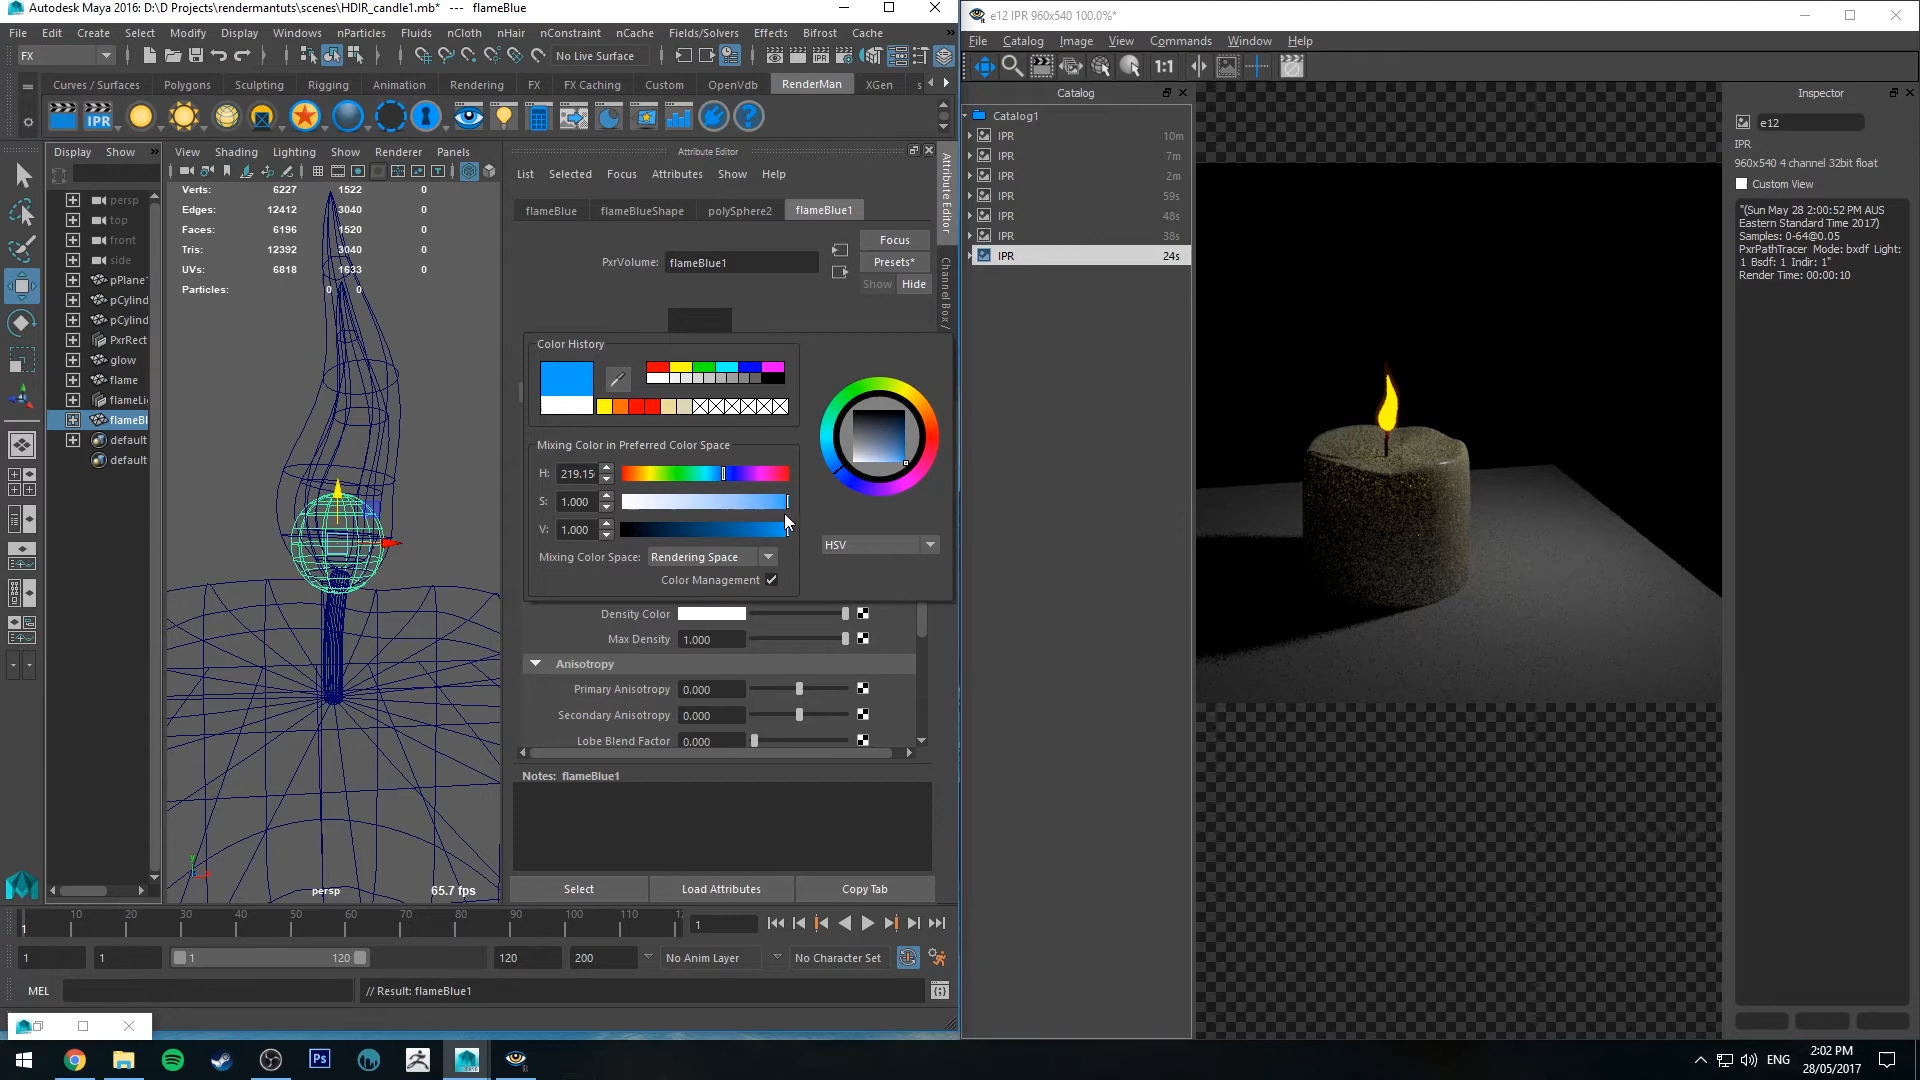 Autodesk Maya 2016: D:\D Projects\rendermantuts\scenes\HDIR_candle1.mb*  ---  flameBlue
File Edit Create Select Modify Display Windows nParticles Fluids nCloth nHair nConstraint nCache Fields/Solvers Effects Bifrost Cache
FX No Live Surface IPR
Curves / Surfaces Polygons Sculpting Rigging Animation Rendering FX FX Caching Custom OpenVdb RenderMan XGen s
IPR
Display Show
persp
top
front
side
pPlane
pCylind
pCylind
PxrRect
glow
flame
flameLi
flameBl
default
default
View Shading Lighting Show Renderer Panels
Verts: 6227 1522 0
Edges: 12412 3040 0
Faces: 6196 1520 0
Tris: 12392 3040 0
UVs: 6818 1633 0
Particles: 0 0
persp
65.7 fps
Attribute Editor
List Selected Focus Attributes Show Help
flameBlue flameBlueShape polySphere2 flameBlue1
PxrVolume: flameBlue1
Focus
Presets*
Show Hide
Attribute Editor
Channel Box /
Color History
Mixing Color in Preferred Color Space
H: 219.15
S: 1.000
V: 1.000
Mixing Color Space: Rendering Space
Color Management
HSV
Density Color
Max Density 1.000
Anisotropy
Primary Anisotropy 0.000
Secondary Anisotropy 0.000
Lobe Blend Factor 0.000
Notes: flameBlue1
Select Load Attributes Copy Tab
1 10 20 30 40 50 60 70 80 90 100 110 1
1 1 1 120 120 200 No Anim Layer No Character Set
MEL // Result: flameBlue1
e12 IPR 960x540 100.0%*
File Catalog Image View Commands Window Help
1:1
Catalog
Catalog1
IPR 10m
IPR 7m
IPR 2m
IPR 59s
IPR 48s
IPR 38s
IPR 24s
Inspector
e12
IPR
960x540 4 channel 32bit float
Custom View
"(Sun May 28 2:00:52 PM AUS
Eastern Standard Time 2017)
Samples: 0-64@0.05
PxrPathTracer Mode: bxdf Light:
1 Bsdf: 1 Indir: 1"
Render Time: 00:00:10
Ps
ENG
2:02 PM
28/05/2017